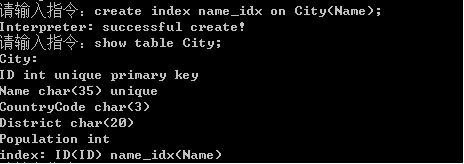 请输入指令：create index name_idx on City(Name);
Interpreter: successful create!
请输入指令：show table City;
City:
ID int unique primary key
Name char(35) unique
CountryCode char(3)
District char(20)
Population int
index: ID(ID) name_idx(Name)